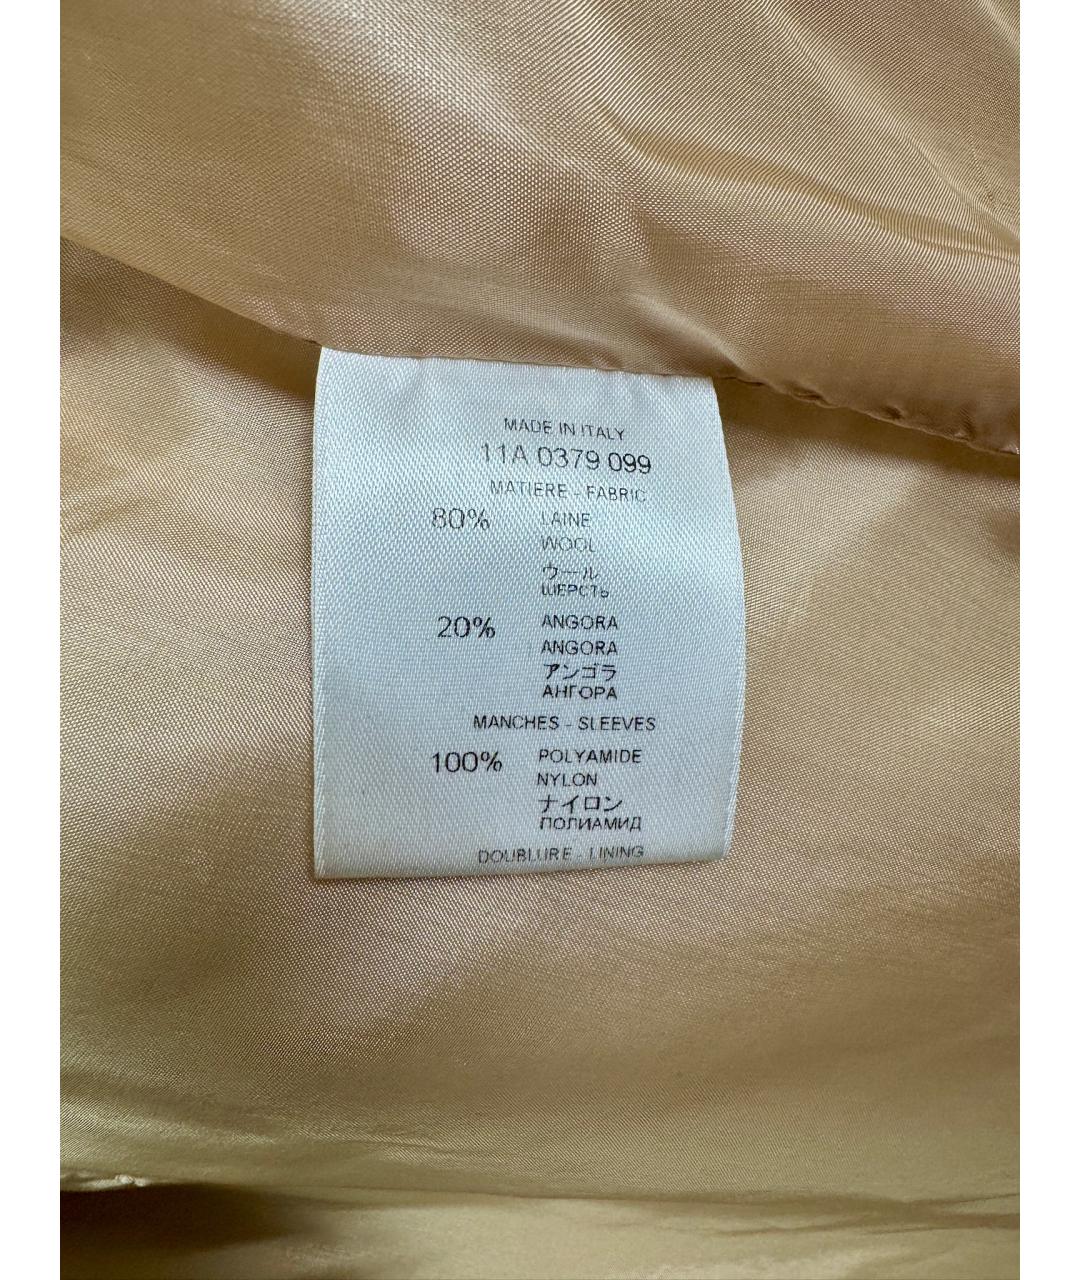 MADE IN ITALY
11A 0379 099
MATIERE - FABRIC
80% LAINE
WOOL
ウール
ШЕРСТЬ
20% ANGORA
ANGORA
アンゴラ
АНГОРА
MANCHES - SLEEVES
100% POLYAMIDE
NYLON
ナイロン
ПОЛИАМИД
DOUBLURE - LINING